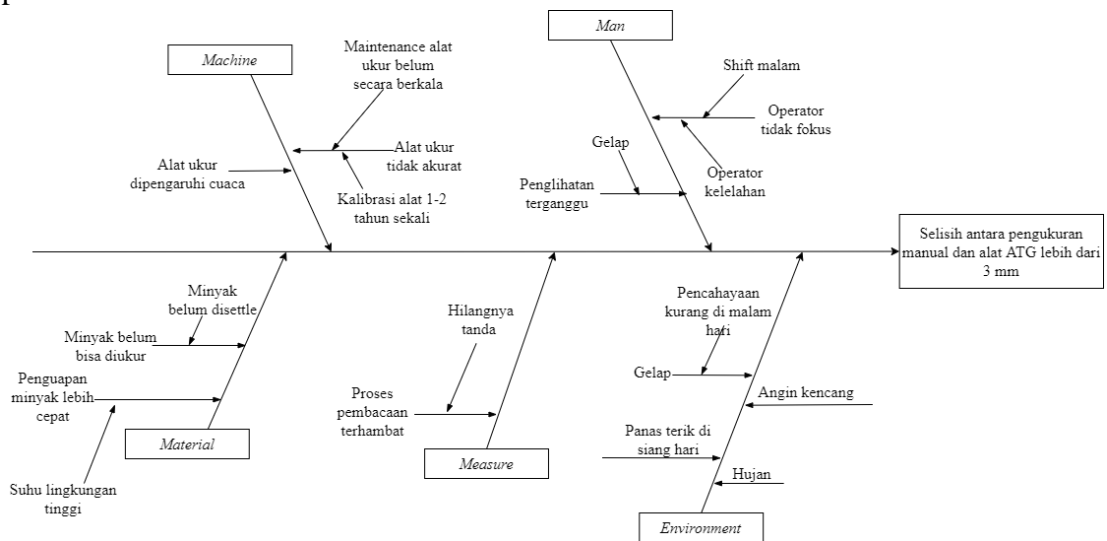 Man
Machine
Maintenance alat
ukur belum
secara berkala
Alat ukur
tidak akurat
Alat ukur
dipengaruhi cuaca
Kalibrasi alat 1-2
tahun sekali
Shift malam
Operator
tidak fokus
Gelap
Operator
kelelahan
Penglihatan
terganggu
Selisih antara pengukuran
manual dan alat ATG lebih dari
3 mm
Minyak
belum disettle
Minyak belum
bisa diukur
Penguapan
minyak lebih
cepat
Material
Suhu lingkungan
tinggi
Hilangnya
tanda
Proses
pembacaan
terhambat
Measure
Pencahayaan
kurang di malam
hari
Gelap
Angin kencang
Panas terik di
siang hari
Hujan
Environment